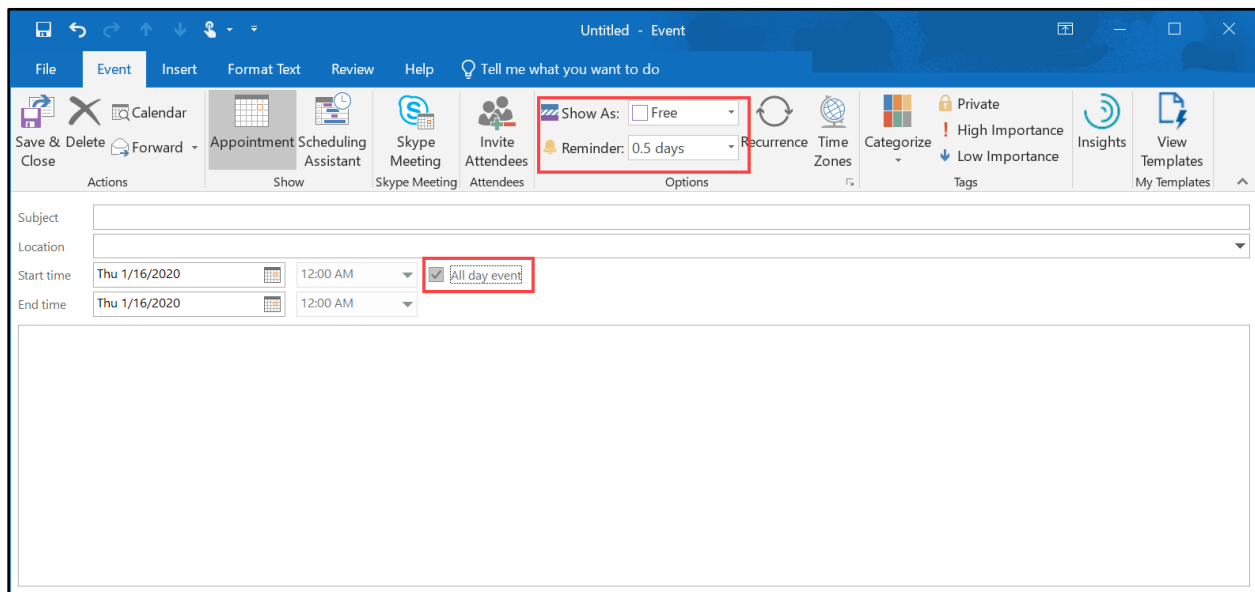 Untitled - Event
File Event Insert Format Text Review Help Tell me what you want to do
Save & Close
Delete
Calendar
Forward
Actions
Appointment
Scheduling Assistant
Show
Skype Meeting
Skype Meeting
Invite Attendees
Attendees
Show As: Free
Reminder: 0.5 days
Recurrence
Time Zones
Options
Categorize
Private
! High Importance
Low Importance
Tags
Insights
View Templates
My Templates
Subject
Location
Start time Thu 1/16/2020 12:00 AM All day event
End time Thu 1/16/2020 12:00 AM